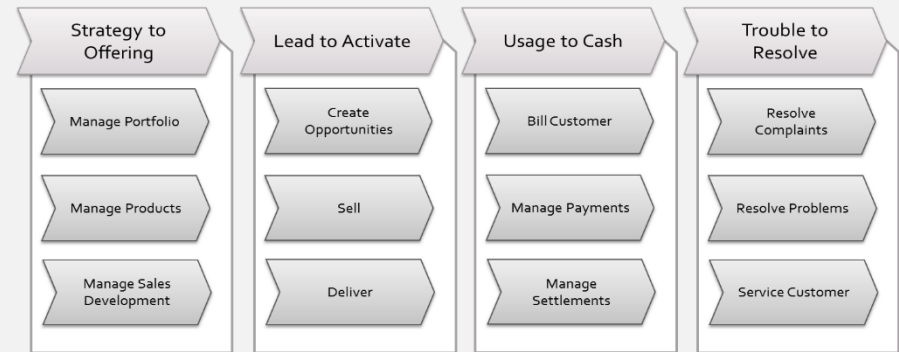 Strategy to
Offering
Manage Portfolio
Manage Products
Manage Sales
Development
Lead to Activate
Create
Opportunities
Sell
Deliver
Usage to Cash
Bill Customer
Manage Payments
Manage
Settlements
Trouble to
Resolve
Resolve
Complaints
Resolve Problems
Service Customer